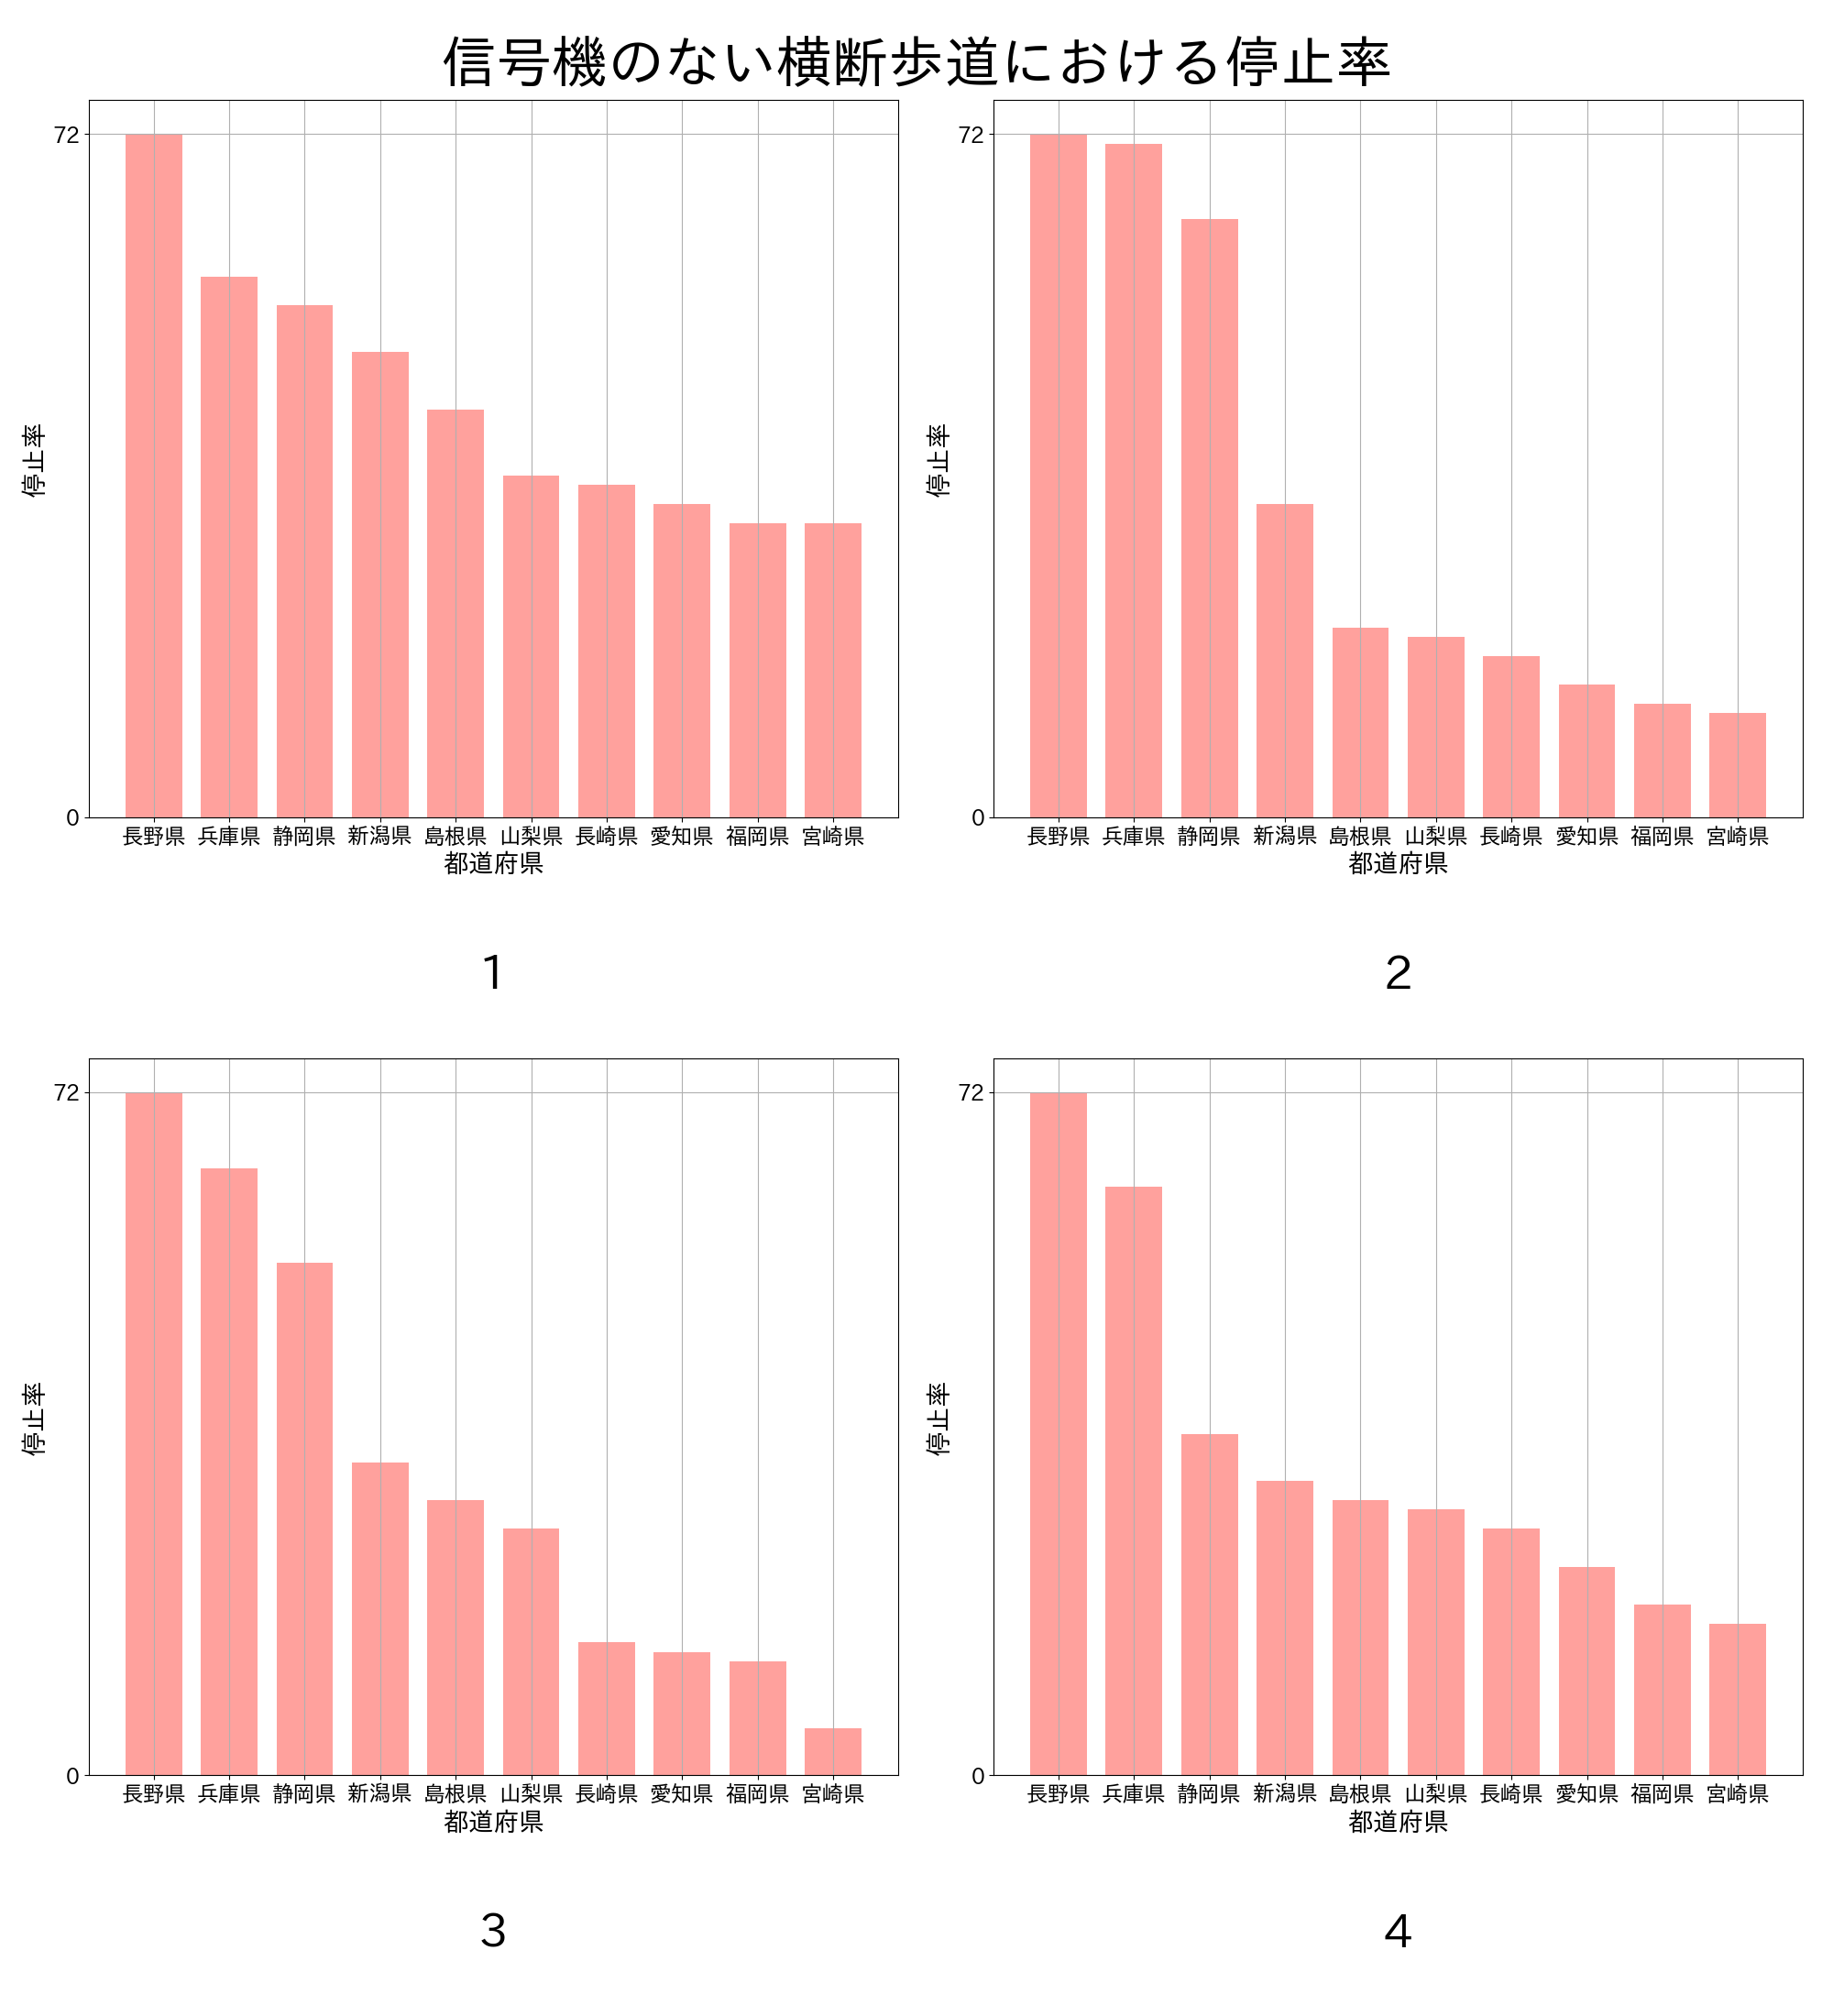 信号機のない横断歩道における停止率
72
停止率
0
長野県 兵庫県 静岡県 新潟県 島根県 山梨県 長崎県 愛知県 福岡県 宮崎県
都道府県
1
72
停止率
0
長野県 兵庫県 静岡県 新潟県 島根県 山梨県 長崎県 愛知県 福岡県 宮崎県
都道府県
2
72
停止率
0
長野県 兵庫県 静岡県 新潟県 島根県 山梨県 長崎県 愛知県 福岡県 宮崎県
都道府県
3
72
停止率
0
長野県 兵庫県 静岡県 新潟県 島根県 山梨県 長崎県 愛知県 福岡県 宮崎県
都道府県
4